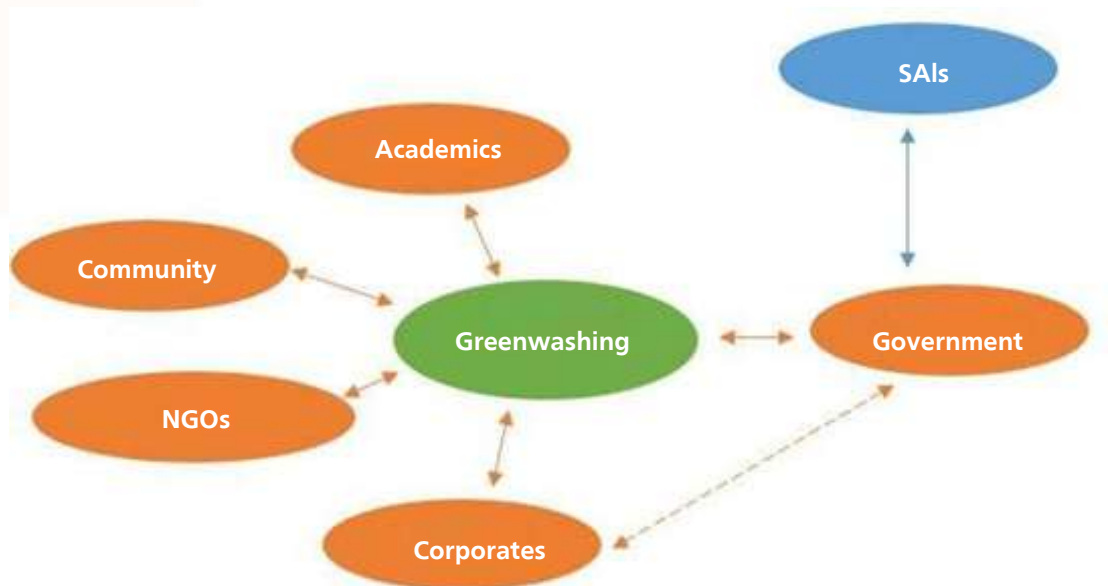 SAIs
Academics
Community
Greenwashing
Government
NGOs
Corporates